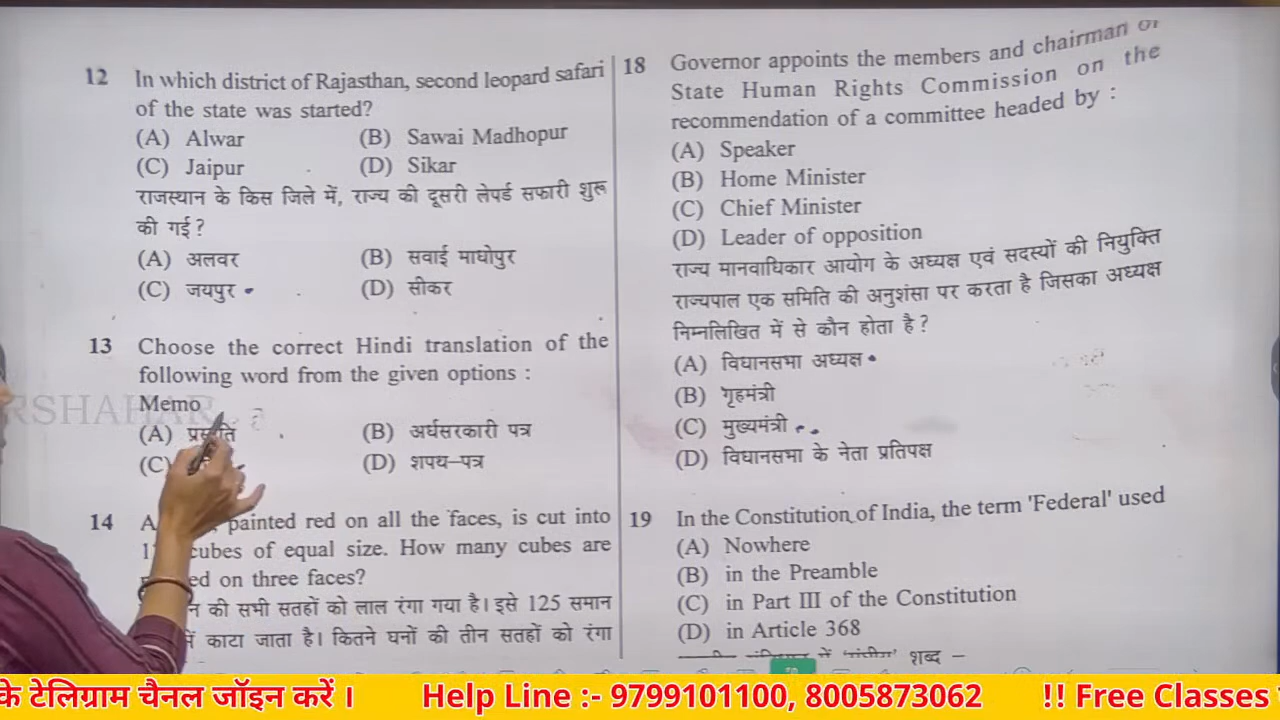 12 In which district of Rajasthan, second leopard safari
of the state was started?
(A) Alwar (B) Sawai Madhopur
(C) Jaipur (D) Sikar
राजस्थान के किस जिले में, राज्य की दूसरी लेपर्ड सफारी शुरू
की गई?
(A) अलवर (B) सवाई माधोपुर
(C) जयपुर (D) सीकर
13 Choose the correct Hindi translation of the
following word from the given options :
Memo
(A) (B) अर्धसरकारी पत्र
(C) (D) शपथ-पत्र
14 painted red on all the faces, is cut into
cubes of equal size. How many cubes are
on three faces?
की सभी सतहों को लाल रंगा गया है। इसे 125 समान
में काटा जाता है। कितने घनों की तीन सतहों को रंगा
18 Governor appoints the members and chairman of
State Human Rights Commission on the
recommendation of a committee headed by :
(A) Speaker
(B) Home Minister
(C) Chief Minister
(D) Leader of opposition
राज्य मानवाधिकार आयोग के अध्यक्ष एवं सदस्यों की नियुक्ति
राज्यपाल एक समिति की अनुशंसा पर करता है जिसका अध्यक्ष
निम्नलिखित में से कौन होता है?
(A) विधानसभा अध्यक्ष
(B) गृहमंत्री
(C) मुख्यमंत्री
(D) विधानसभा के नेता प्रतिपक्ष
19 In the Constitution of India, the term 'Federal' used
(A) Nowhere
(B) in the Preamble
(C) in Part III of the Constitution
(D) in Article 368
शब्द –
के टेलिग्राम चैनल जॉइन करें। Help Line :- 9799101100, 8005873062 !! Free Classes